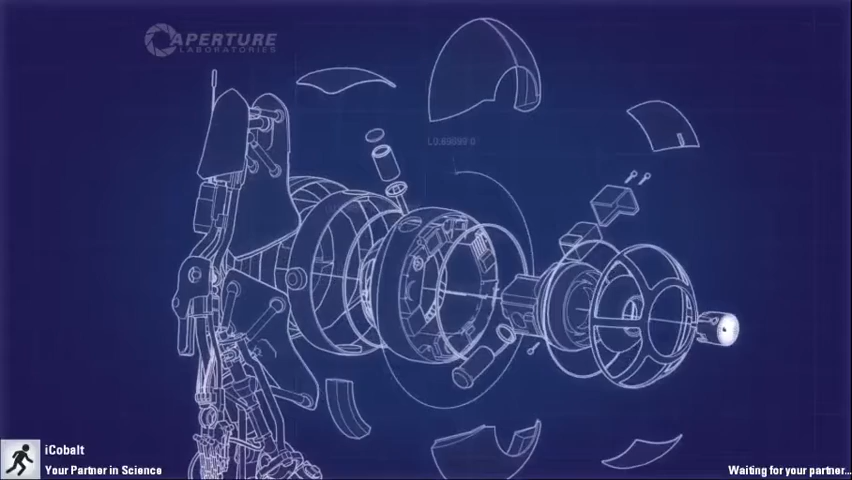 APERTURE
LABORATORIES
iCobalt
Your Partner in Science
Waiting for your partner...